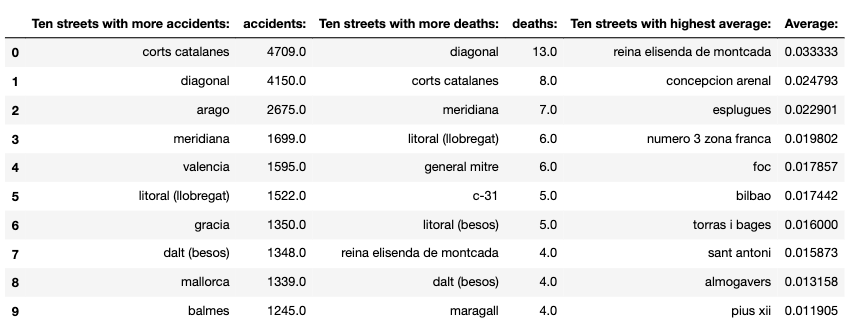 Ten streets with more accidents: accidents: Ten streets with more deaths: deaths: Ten streets with highest average: Average:
0 corts catalanes 4709.0 diagonal 13.0 reina elisenda de montcada 0.033333
1 diagonal 4150.0 corts catalanes 8.0 concepcion arenal 0.024793
2 arago 2675.0 meridiana 7.0 esplugues 0.022901
3 meridiana 1699.0 litoral (llobregat) 6.0 numero 3 zona franca 0.019802
4 valencia 1595.0 general mitre 6.0 foc 0.017857
5 litoral (llobregat) 1522.0 c-31 5.0 bilbao 0.017442
6 gracia 1350.0 litoral (besos) 5.0 torras i bages 0.016000
7 dalt (besos) 1348.0 reina elisenda de montcada 4.0 sant antoni 0.015873
8 mallorca 1339.0 dalt (besos) 4.0 almogavers 0.013158
9 balmes 1245.0 maragall 4.0 pius xii 0.011905